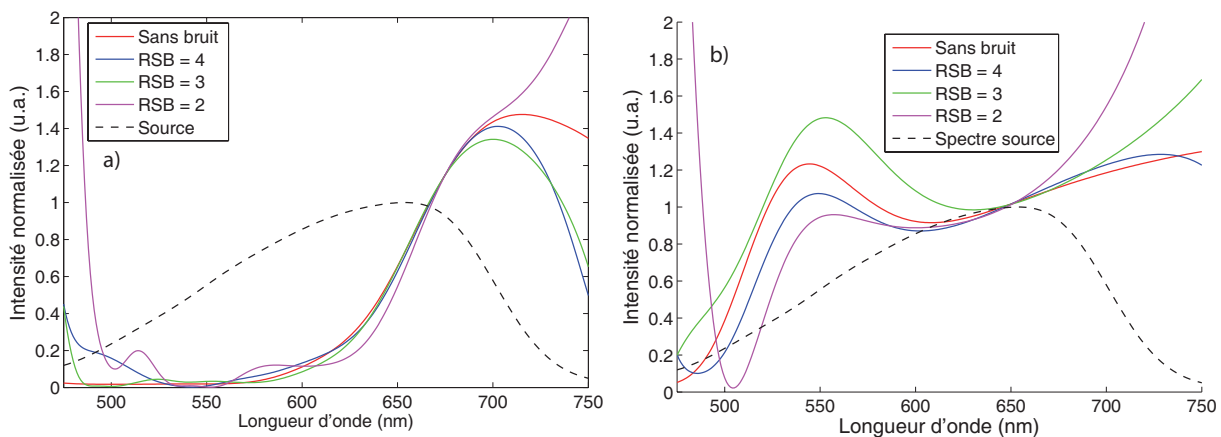 2
1.8
1.6
1.4
1.2
1
0.8
0.6
0.4
0.2
0
Intensité normalisée (u.a.)
Sans bruit
RSB = 4
RSB = 3
RSB = 2
Source
a)
500
550
600
650
700
750
Longueur d'onde (nm)
2
1.8
1.6
1.4
1.2
1
0.8
0.6
0.4
0.2
0
Intensité normalisée (u.a.)
b)
Sans bruit
RSB = 4
RSB = 3
RSB = 2
Spectre source
500
550
600
650
700
750
Longueur d'onde (nm)